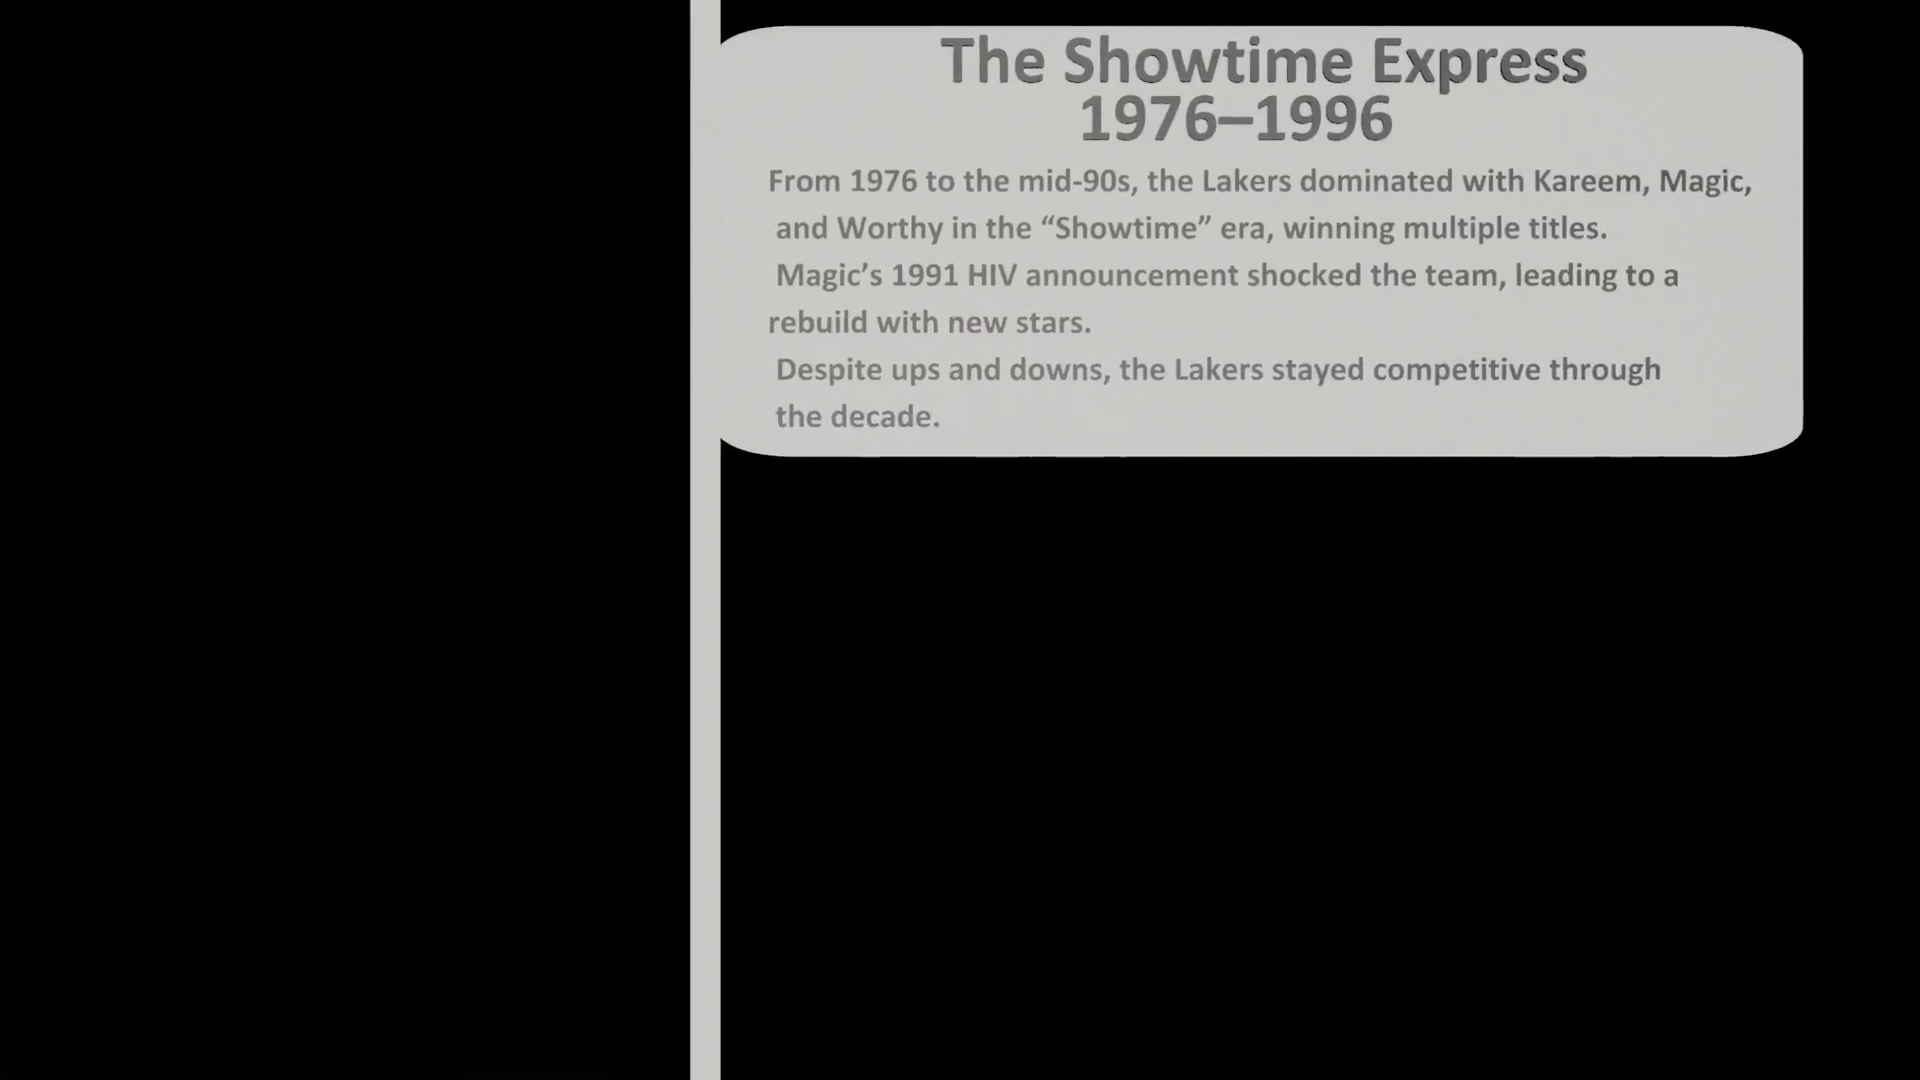 The Showtime Express
1976–1996
From 1976 to the mid-90s, the Lakers dominated with Kareem, Magic,
and Worthy in the “Showtime” era, winning multiple titles.
Magic’s 1991 HIV announcement shocked the team, leading to a
rebuild with new stars.
Despite ups and downs, the Lakers stayed competitive through
the decade.